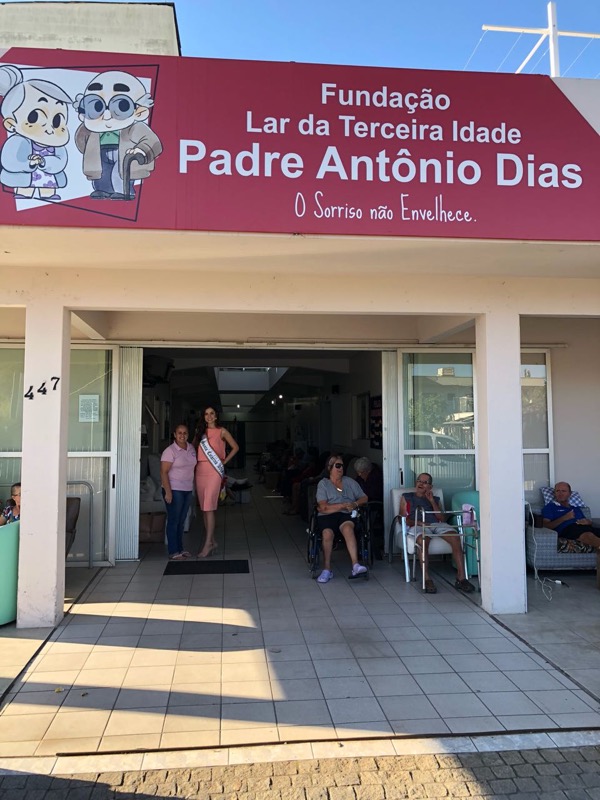 Fundação
Lar da Terceira Idade
Padre Antônio Dias
O Sorriso não Envelhece.
447